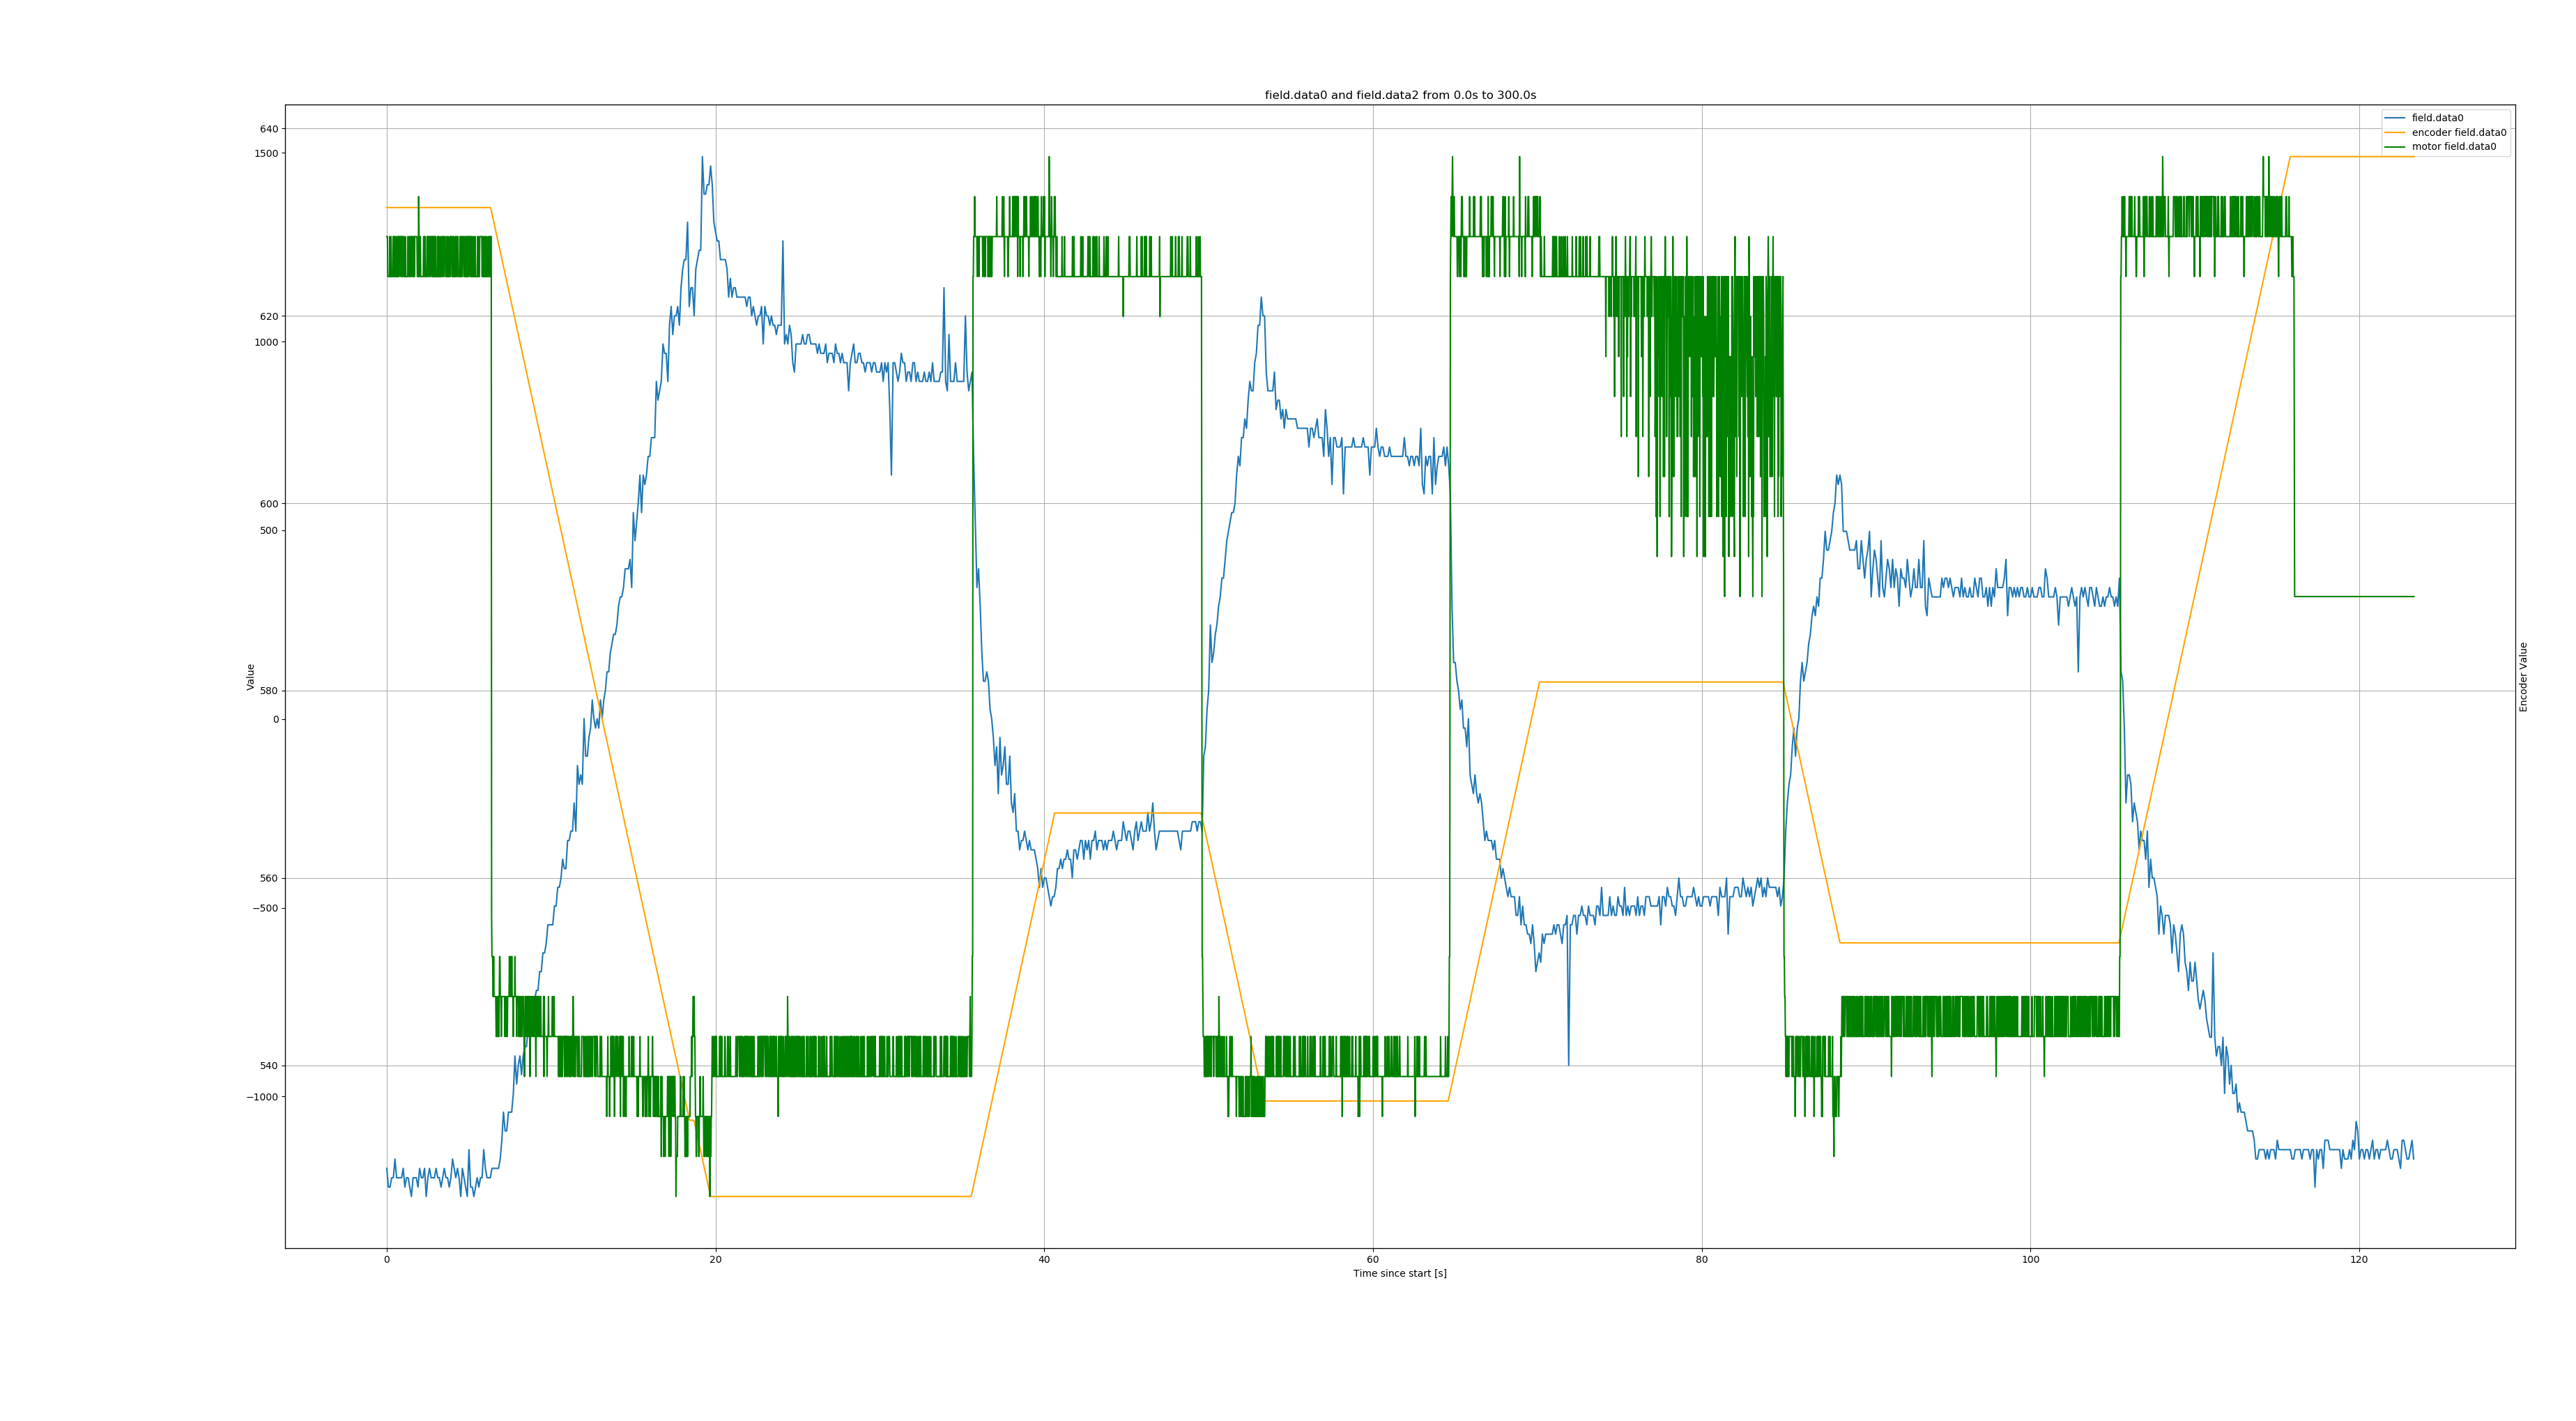 field.data0 and field.data2 from 0.0s to 300.0s
field.data0
encoder field.data0
motor field.data0
640
1500
620
1000
600
500
580
0
560
−500
540
−1000
Value
Encoder Value
0 20 40 60 80 100 120
Time since start [s]